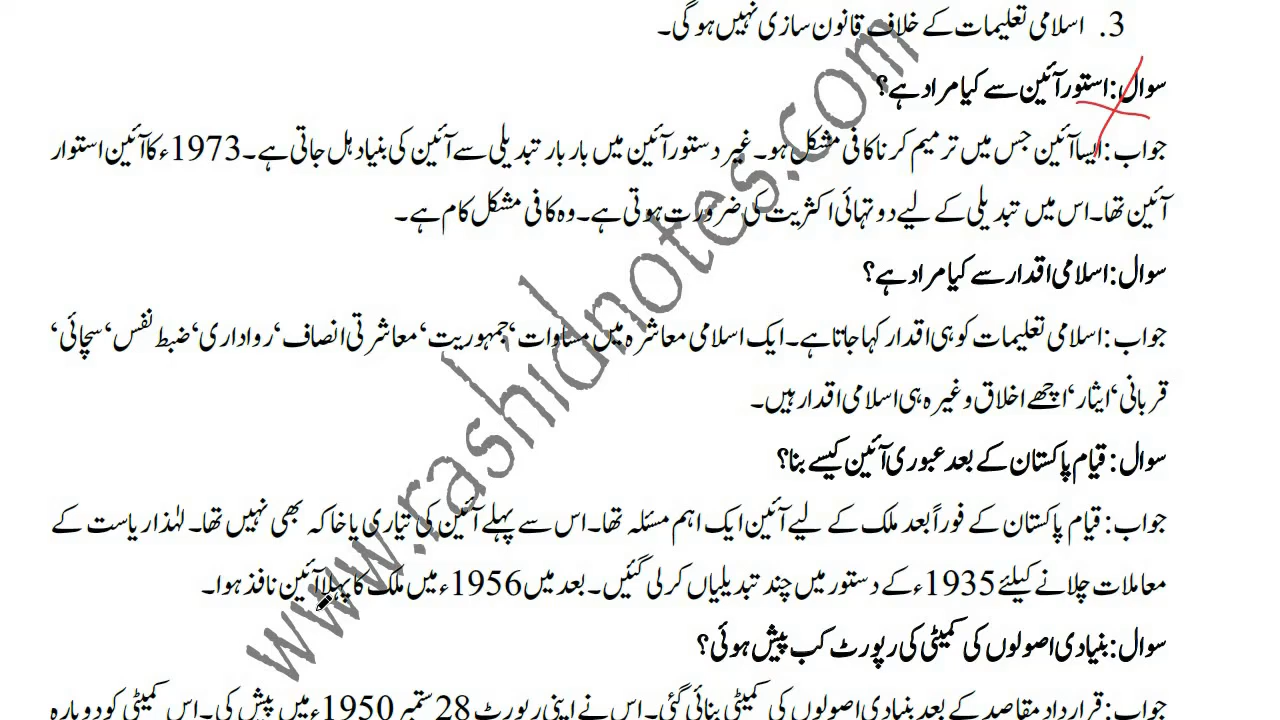 3. اسلامی تعلیمات کے خلاف قانون سازی نہیں ہوگی۔
سوال: استور آئین سے کیا مراد ہے؟
جواب: ایسا آئین جس میں ترمیم کرنا کافی مشکل ہو۔ غیر دستور آئین میں بار بار تبدیلی سے آئین کی بنیاد ہل جاتی ہے۔ 1973ء کا آئین استوار
آئین تھا۔ اس میں تبدیلی کے لیے دو تہائی اکثریت کی ضرورت ہوتی ہے۔ وہ کافی مشکل کام ہے۔
سوال: اسلامی اقدار سے کیا مراد ہے؟
جواب: اسلامی تعلیمات کو ہی اقدار کہا جاتا ہے۔ ایک اسلامی معاشرہ میں مساوات‘ جمہوریت‘ معاشرتی انصاف‘ رواداری‘ ضبط نفس‘ سچائی‘
قربانی‘ ایثار‘ اچھے اخلاق وغیرہ ہی اسلامی اقدار ہیں۔
سوال: قیام پاکستان کے بعد عبوری آئین کیسے بنا؟
جواب: قیام پاکستان کے فوراً بعد ملک کے لیے آئین ایک اہم مسئلہ تھا۔ اس سے پہلے آئین کی تیاری یا خاکہ بھی نہیں تھا۔ لہٰذا ریاست کے
معاملات چلانے کیلئے 1935ء کے دستور میں چند تبدیلیاں کر لی گئیں۔ بعد میں 1956ء میں ملک کا پہلا آئین نافذ ہوا۔
سوال: بنیادی اصولوں کی کمیٹی کی رپورٹ کب پیش ہوئی؟
جواب: قرارداد مقاصد کے بعد بنیادی اصولوں کی کمیٹی بنائی گئی۔ اس نے اپنی رپورٹ 28 ستمبر 1950ء میں پیش کی۔ اس کمیٹی کو دوبارہ
www.rashidnotes.com